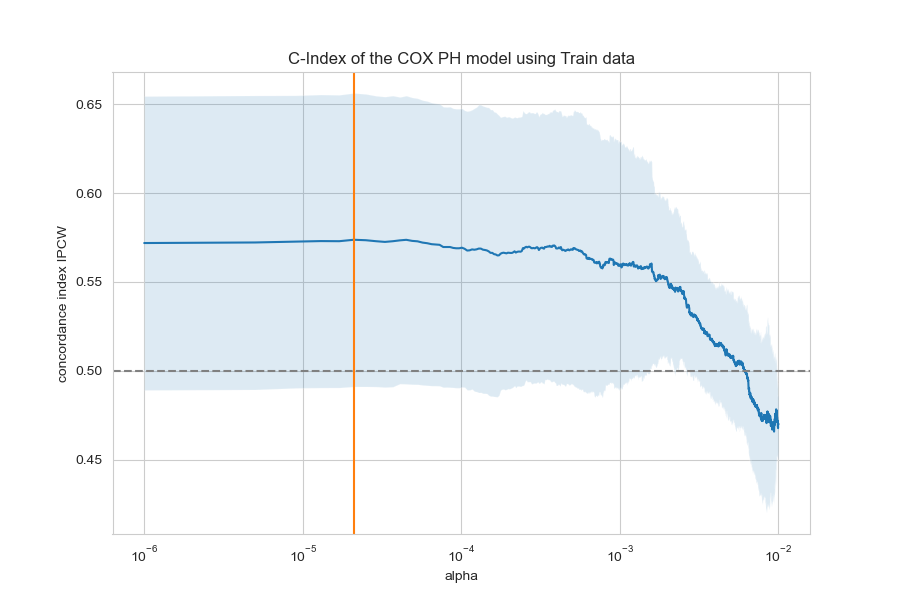 C-Index of the COX PH model using Train data
concordance index IPCW
0.65
0.60
0.55
0.50
0.45
10⁻⁶ 10⁻⁵ 10⁻⁴ 10⁻³ 10⁻²
alpha